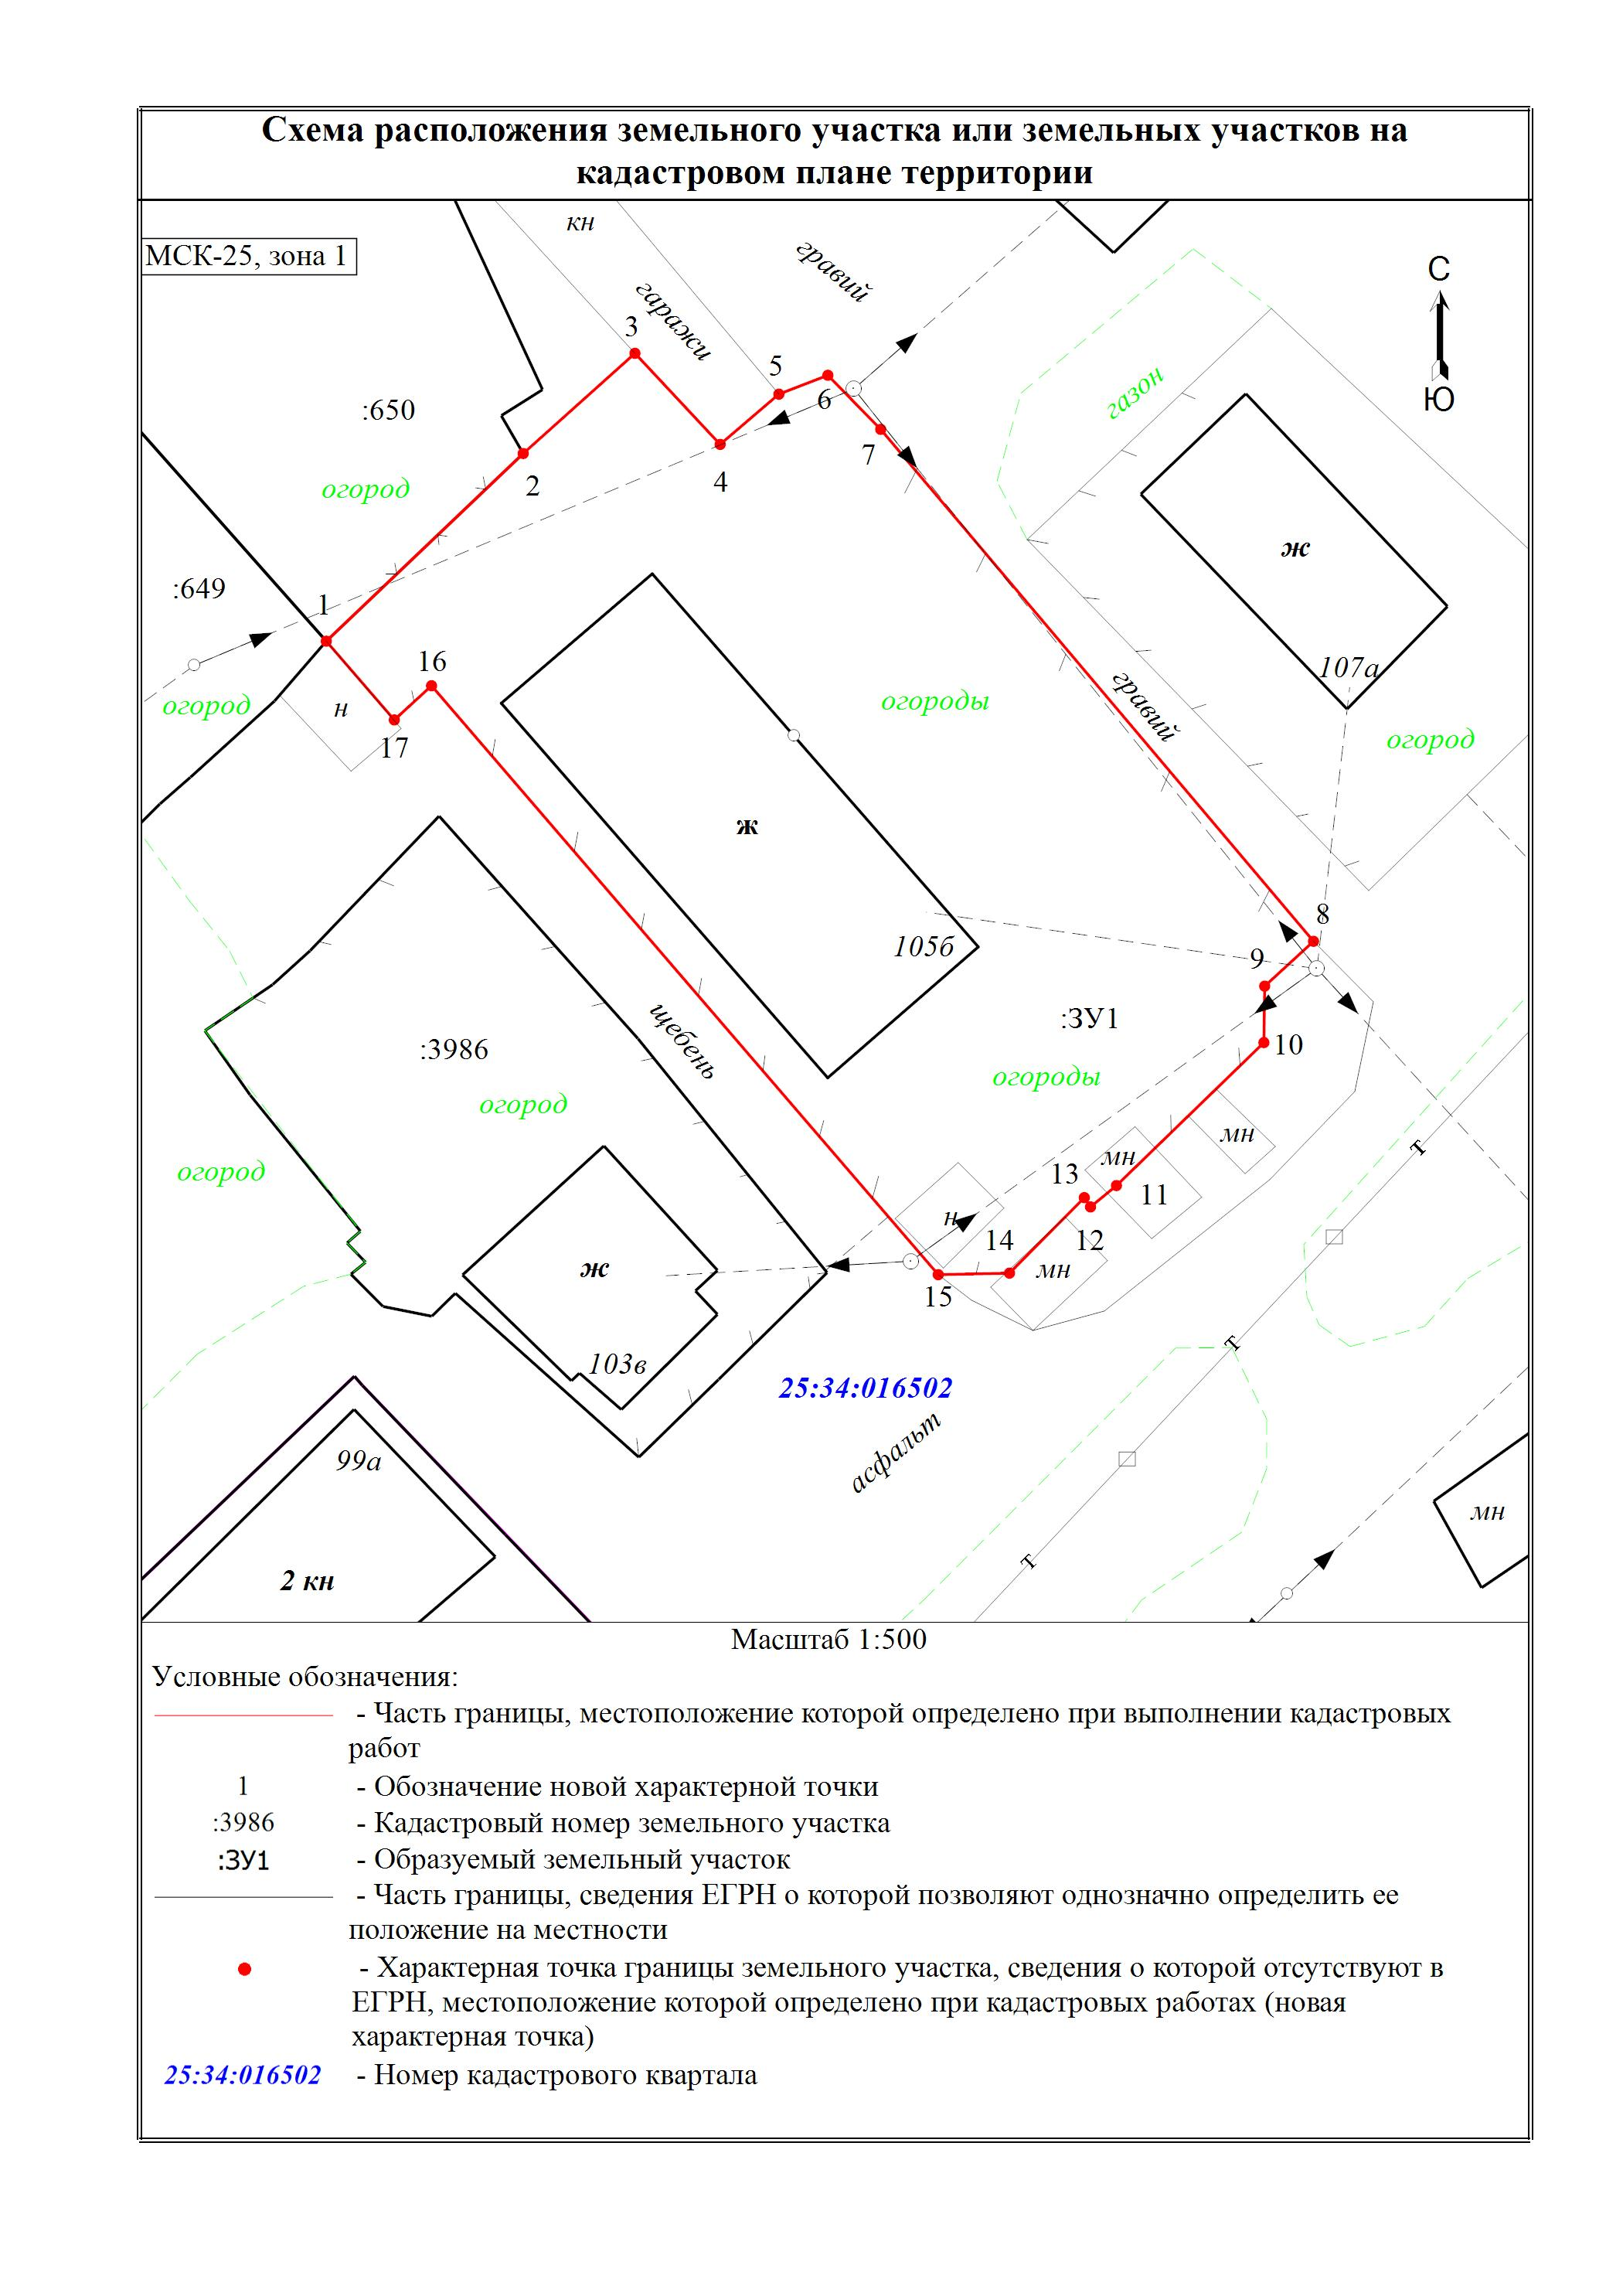 Схема расположения земельного участка или земельных участков на
кадастровом плане территории
МСК-25, зона 1
кн
гравий
С
Ю
гаражи
3
5
6
газон
:650
7
4
2
огород
ж
:649
1
16
107а
огород
н
огороды
гравий
огород
17
ж
8
105б
9
:ЗУ1
10
щебень
:3986
огороды
огород
мн
мн
т
огород
13
11
н
14
12
ж
мн
15
т
103в
25:34:016502
асфальт
99а
мн
т
2 кн
Масштаб 1:500
Условные обозначения:
- Часть границы, местоположение которой определено при выполнении кадастровых
работ
1 - Обозначение новой характерной точки
:3986 - Кадастровый номер земельного участка
:ЗУ1 - Образуемый земельный участок
- Часть границы, сведения ЕГРН о которой позволяют однозначно определить ее
положение на местности
- Характерная точка границы земельного участка, сведения о которой отсутствуют в
ЕГРН, местоположение которой определено при кадастровых работах (новая
характерная точка)
25:34:016502 - Номер кадастрового квартала